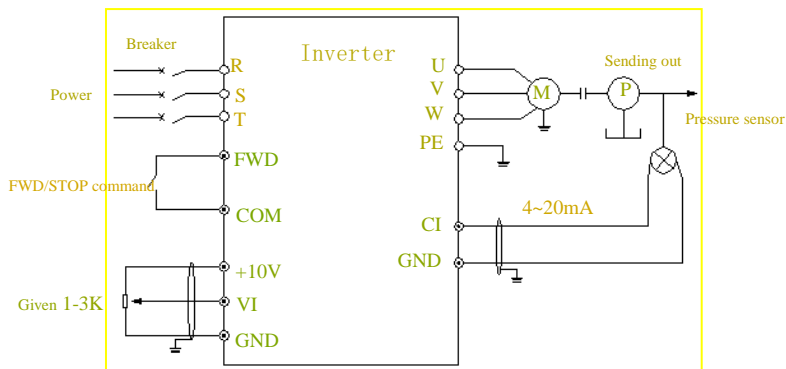 Inverter
Breaker
R
Power
S
T
FWD
FWD/STOP command
COM
+10V
Given 1-3K
VI
GND
U
V
W
PE
M
P
Sending out
Pressure sensor
CI
4~20mA
GND